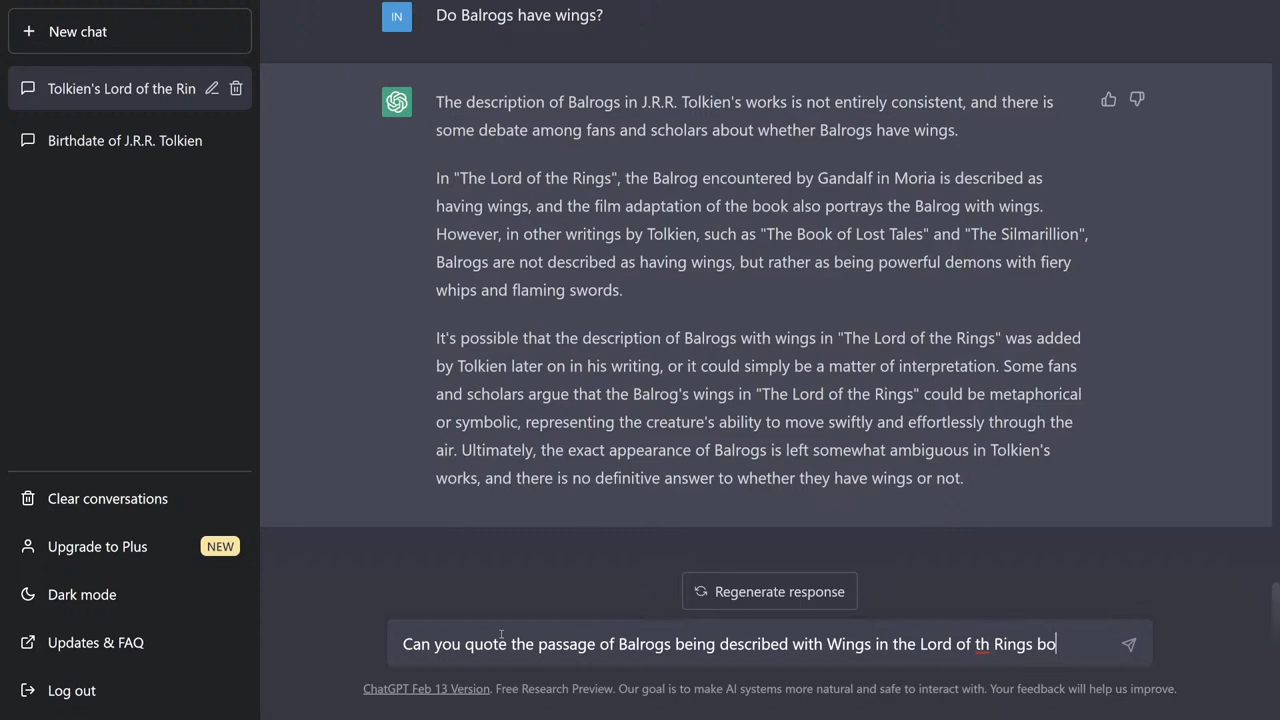 New chat
Tolkien's Lord of the Rin
Birthdate of J.R.R. Tolkien
Clear conversations
Upgrade to Plus NEW
Dark mode
Updates & FAQ
Log out
IN Do Balrogs have wings?
The description of Balrogs in J.R.R. Tolkien's works is not entirely consistent, and there is
some debate among fans and scholars about whether Balrogs have wings.
In "The Lord of the Rings", the Balrog encountered by Gandalf in Moria is described as
having wings, and the film adaptation of the book also portrays the Balrog with wings.
However, in other writings by Tolkien, such as "The Book of Lost Tales" and "The Silmarillion",
Balrogs are not described as having wings, but rather as being powerful demons with fiery
whips and flaming swords.
It's possible that the description of Balrogs with wings in "The Lord of the Rings" was added
by Tolkien later on in his writing, or it could simply be a matter of interpretation. Some fans
and scholars argue that the Balrog's wings in "The Lord of the Rings" could be metaphorical
or symbolic, representing the creature's ability to move swiftly and effortlessly through the
air. Ultimately, the exact appearance of Balrogs is left somewhat ambiguous in Tolkien's
works, and there is no definitive answer to whether they have wings or not.
Regenerate response
Can you quote the passage of Balrogs being described with Wings in the Lord of th Rings bo
ChatGPT Feb 13 Version. Free Research Preview. Our goal is to make AI systems more natural and safe to interact with. Your feedback will help us improve.